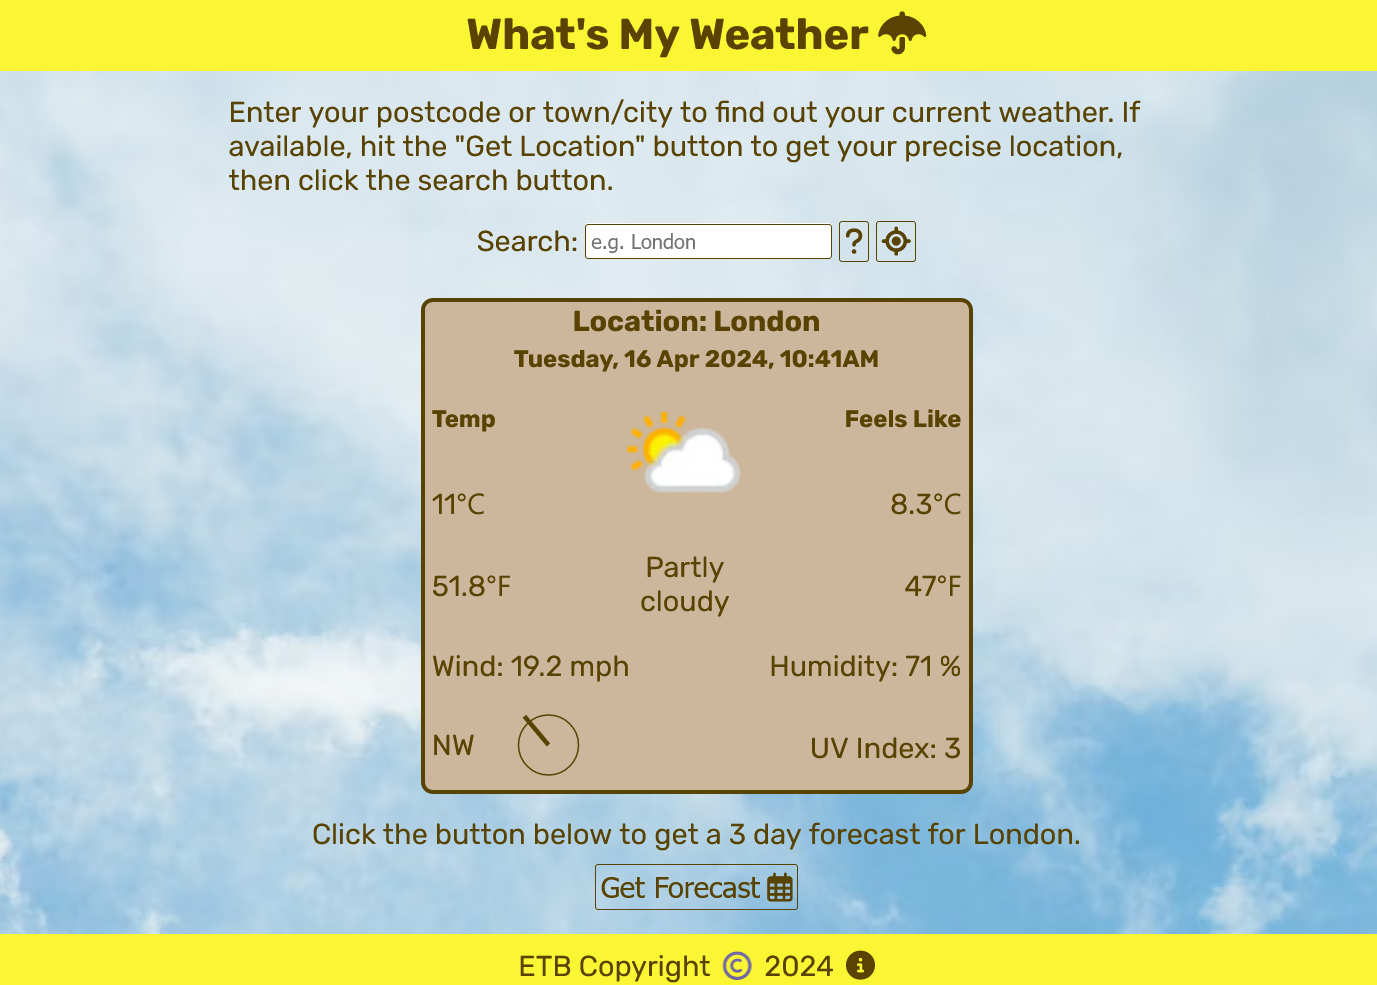 What's My Weather
Enter your postcode or town/city to find out your current weather. If
available, hit the "Get Location" button to get your precise location,
then click the search button.
Search: e.g. London ?
Location: London
Tuesday, 16 Apr 2024, 10:41AM
Temp Feels Like
11°C 8.3°C
Partly
51.8°F 47°F
cloudy
Wind: 19.2 mph Humidity: 71 %
NW UV Index: 3
Click the button below to get a 3 day forecast for London.
Get Forecast
ETB Copyright © 2024